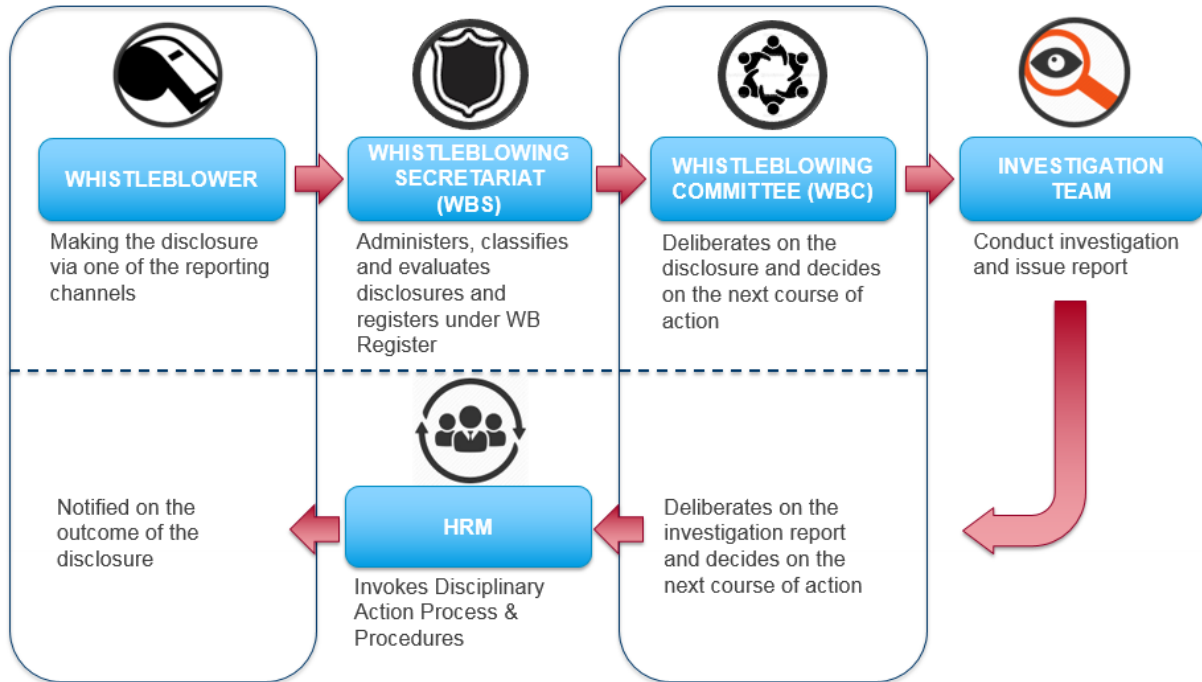 WHISTLEBLOWER
Making the disclosure
via one of the reporting
channels
WHISTLEBLOWING
SECRETARIAT
(WBS)
Administers, classifies
and evaluates
disclosures and
registers under WB
Register
WHISTLEBLOWING
COMMITTEE (WBC)
Deliberates on the
disclosure and decides
on the next course of
action
INVESTIGATION
TEAM
Conduct investigation
and issue report
Deliberates on the
investigation report
and decides on the
next course of action
HRM
Invokes Disciplinary
Action Process &
Procedures
Notified on the
outcome of the
disclosure